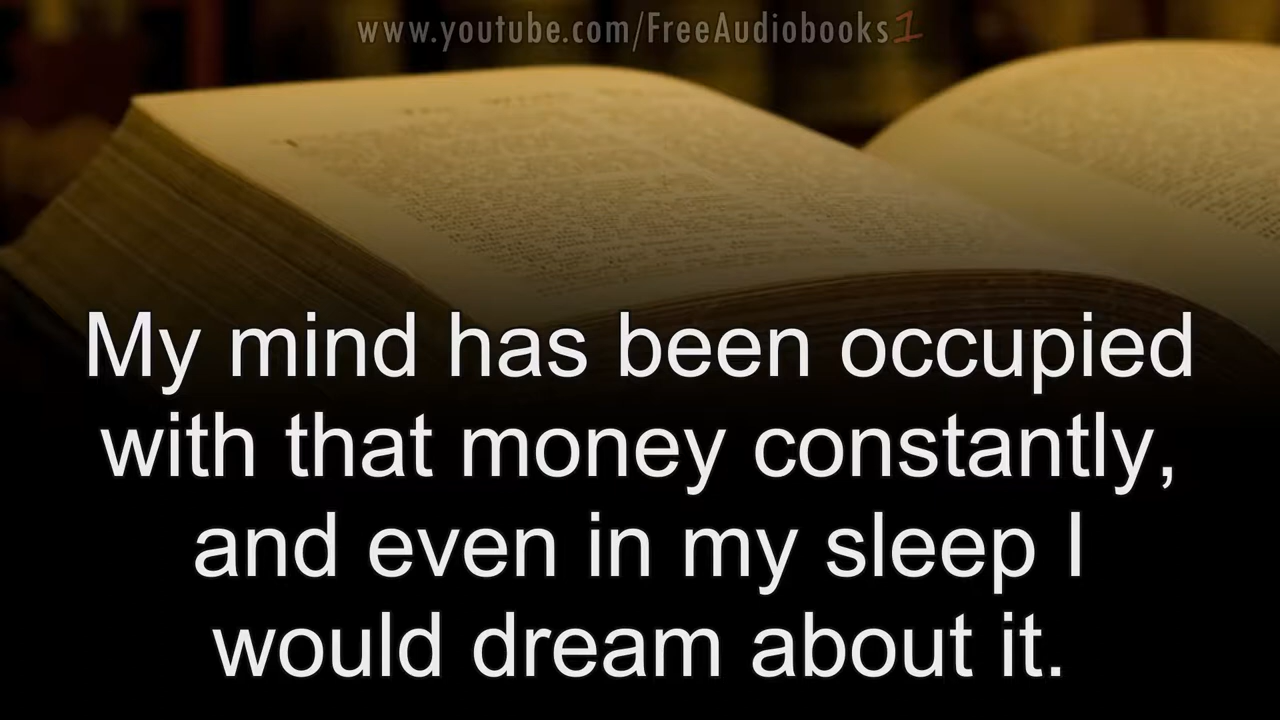 www.youtube.com/FreeAudiobooks1
My mind has been occupied
with that money constantly,
and even in my sleep I
would dream about it.